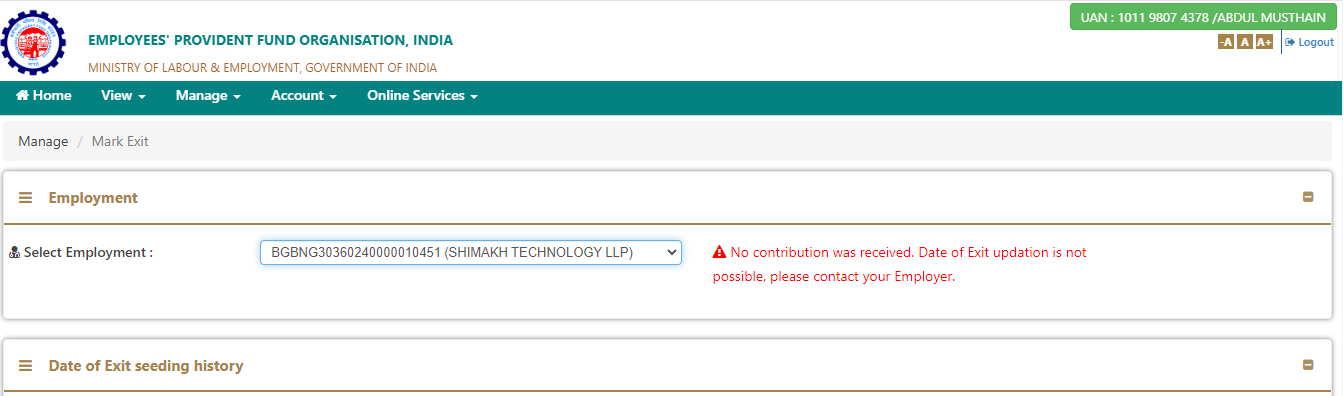 UAN : 1011 9807 4378 /ABDUL MUSTHAIN
EMPLOYEES' PROVIDENT FUND ORGANISATION, INDIA
-A A A+ Logout
MINISTRY OF LABOUR & EMPLOYMENT, GOVERNMENT OF INDIA
Home View Manage Account Online Services
Manage / Mark Exit
Employment
Select Employment : BGBNG30360240000010451 (SHIMAKH TECHNOLOGY LLP) No contribution was received. Date of Exit updation is not
possible, please contact your Employer.
Date of Exit seeding history